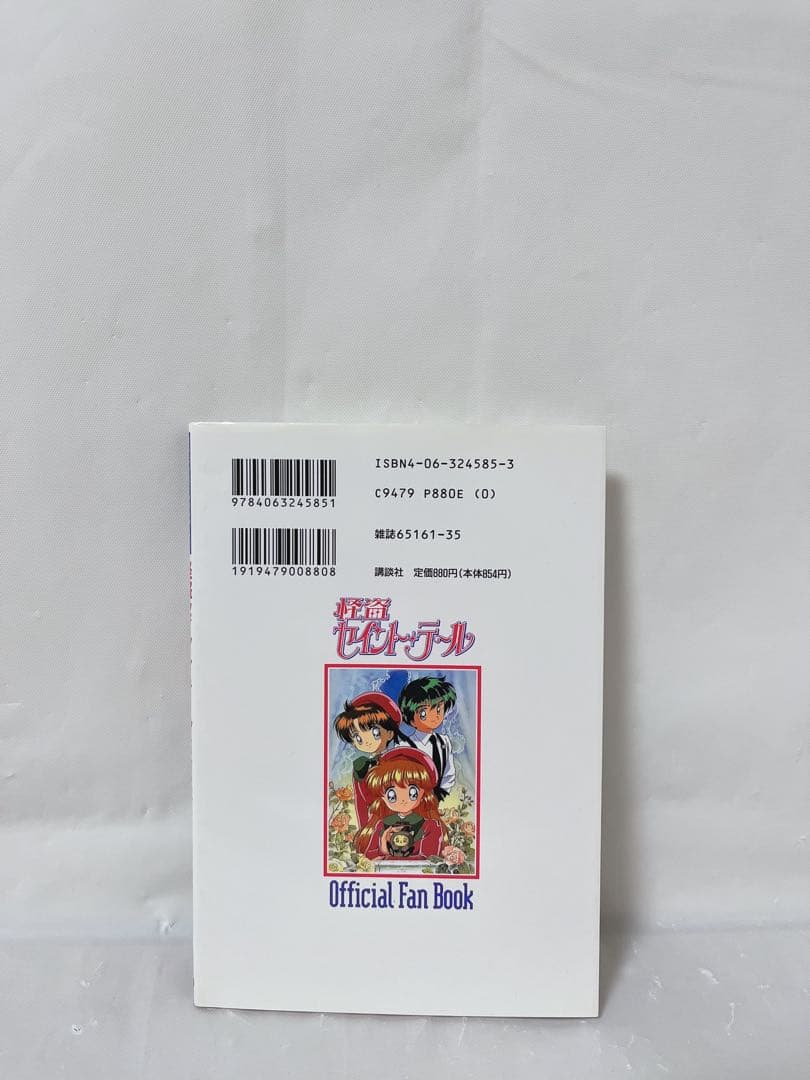 ISBN4-06-324585-3
9784063245851
C9479 P880E (0)
雑誌65161-35
1919479008808
講談社 定価880円(本体854円)
怪盗
セイント・テール
Official Fan Book